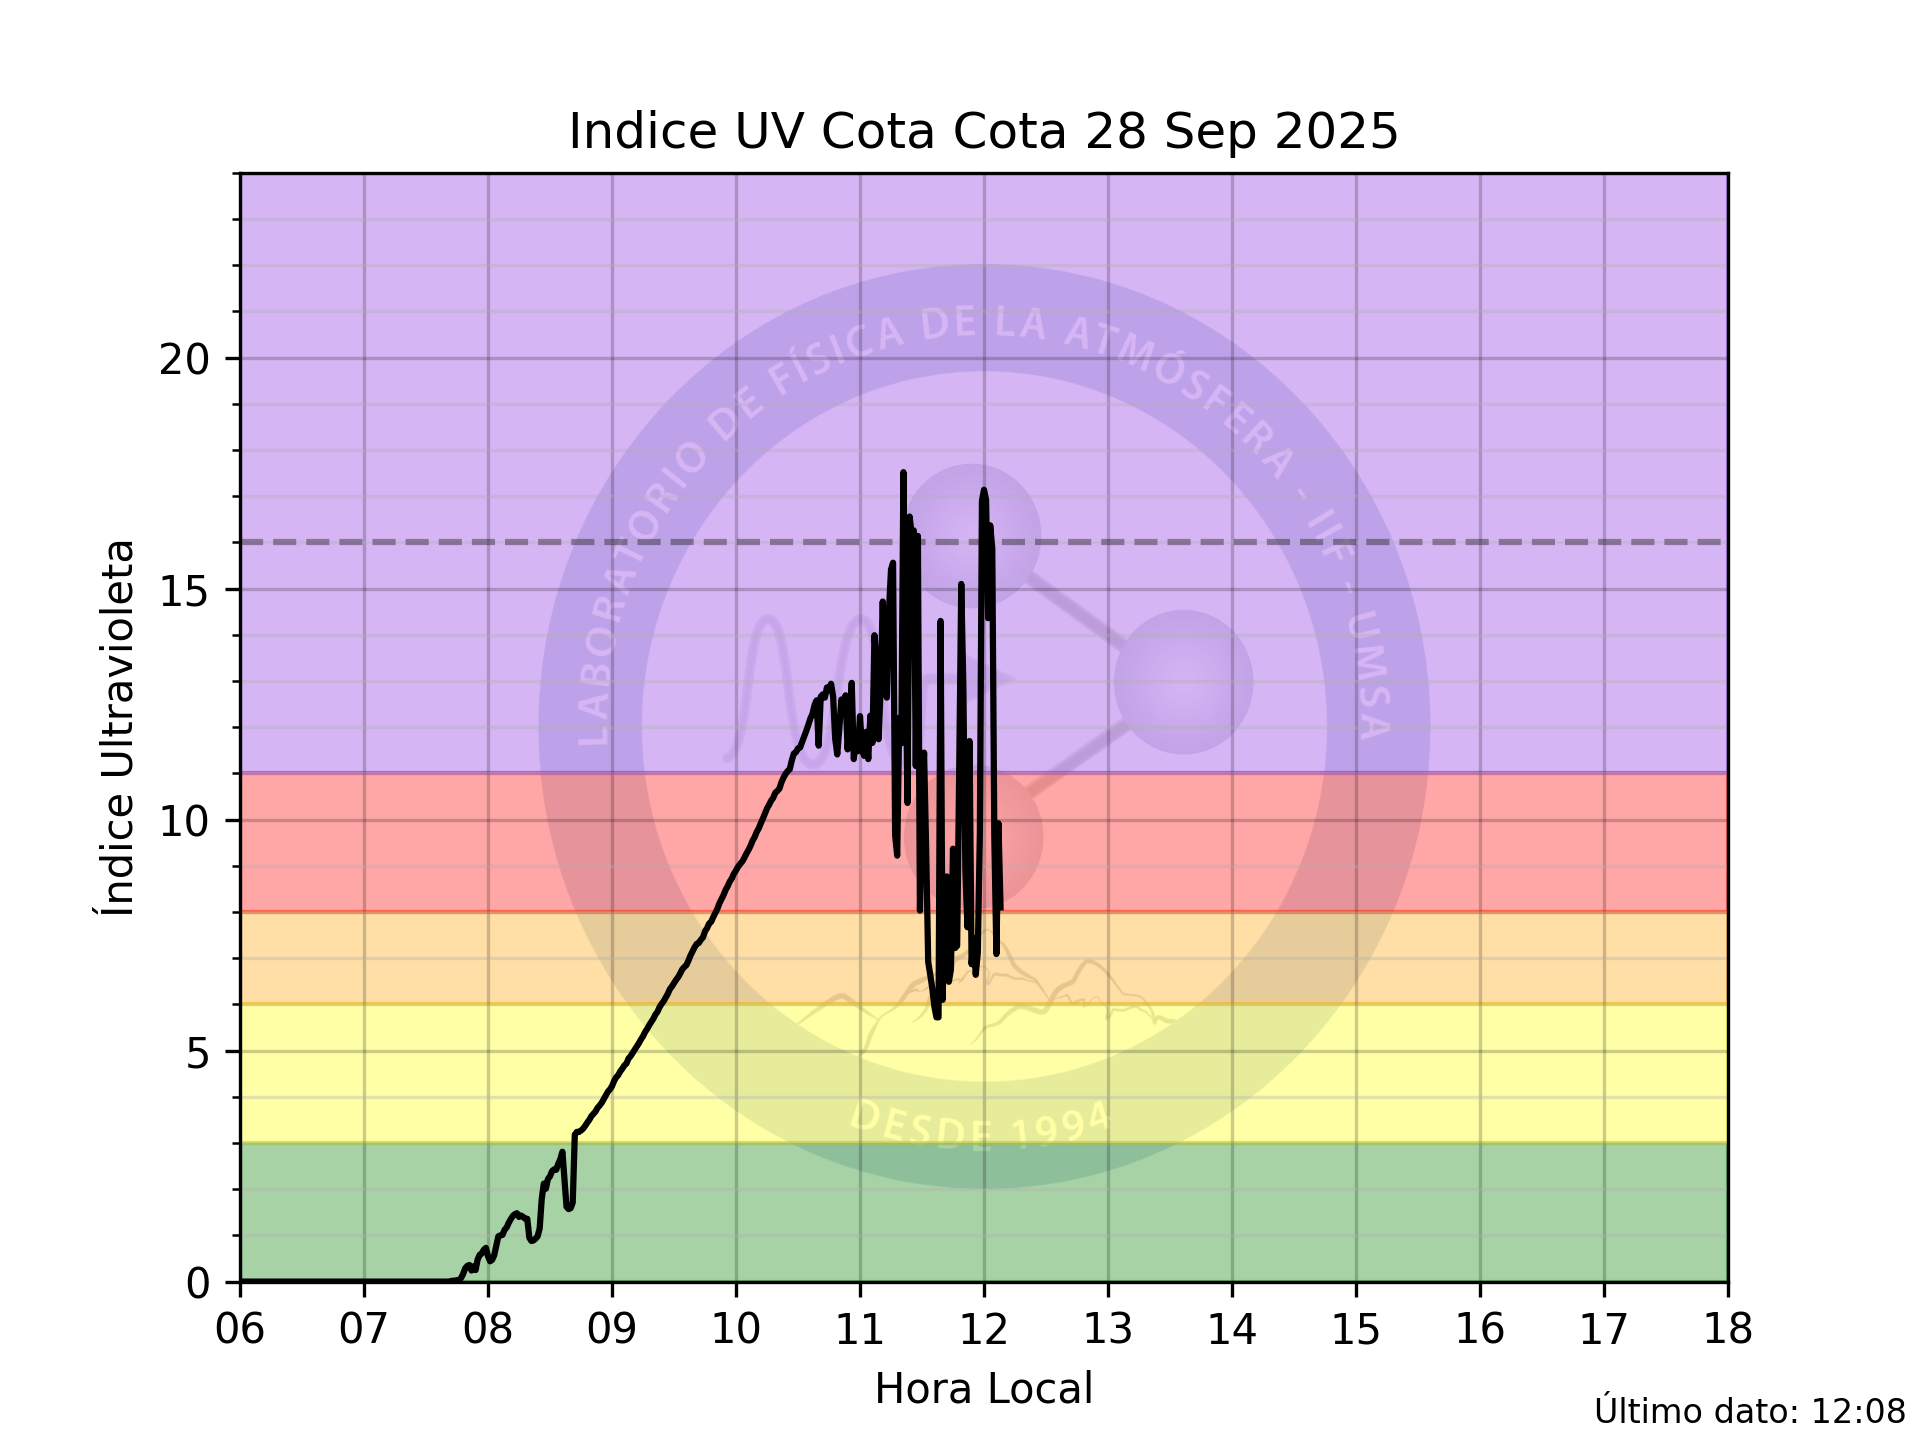 Indice UV Cota Cota 28 Sep 2025
20
15
10
5
0
Índice Ultravioleta
LABORATORIO DE FÍSICA DE LA ATMÓSFERA - IIF - UMSA
DESDE 1994
06 07 08 09 10 11 12 13 14 15 16 17 18
Hora Local
Último dato: 12:08